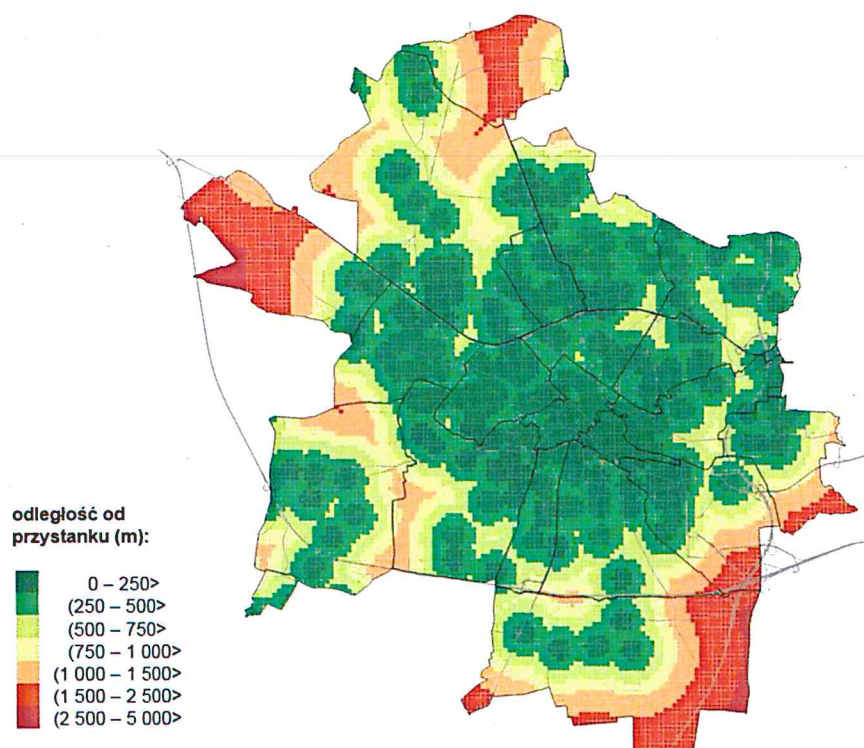 odległość od
przystanku (m):
0 – 250>
(250 – 500>
(500 – 750>
(750 – 1 000>
(1 000 – 1 500>
(1 500 – 2 500>
(2 500 – 5 000>